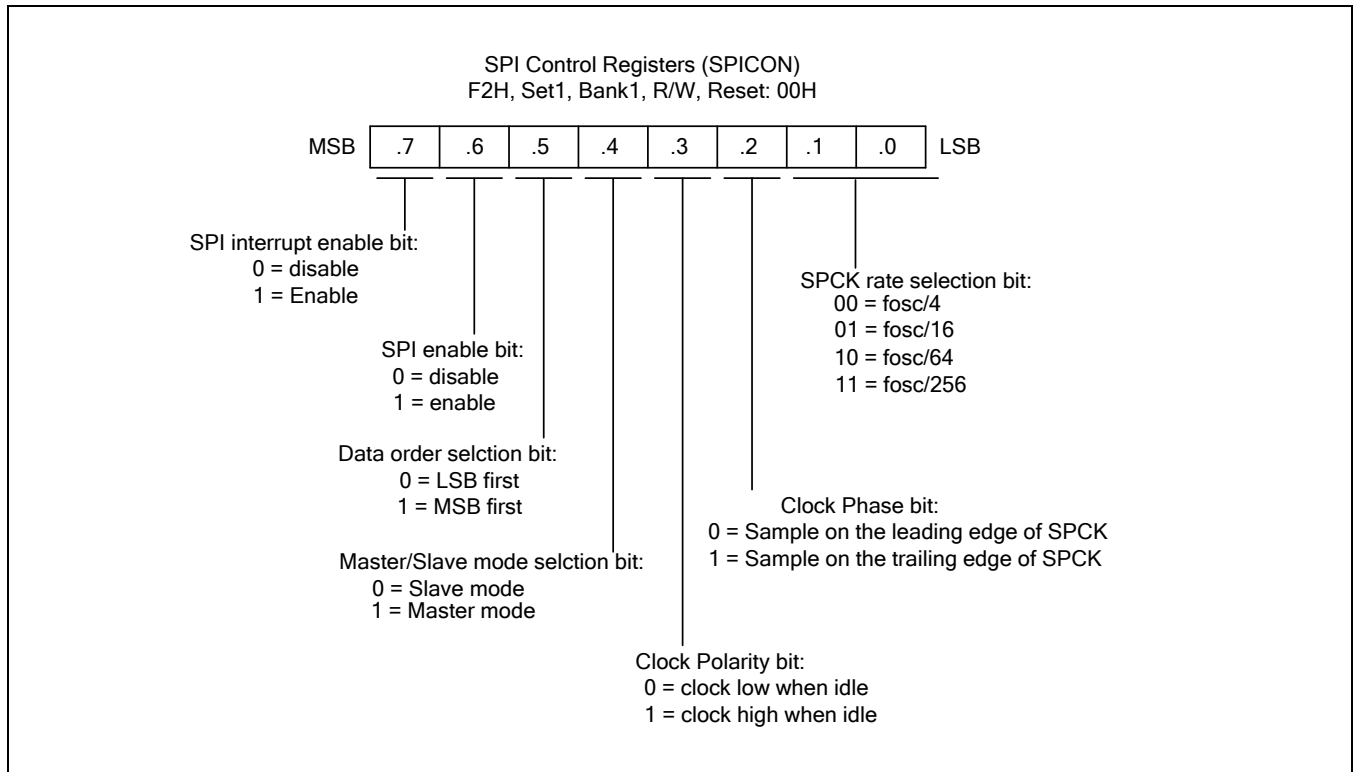 SPI Control Registers (SPICON)
F2H, Set1, Bank1, R/W, Reset: 00H
MSB .7 .6 .5 .4 .3 .2 .1 .0 LSB
SPI interrupt enable bit:
0 = disable
1 = Enable
SPCK rate selection bit:
00 = fosc/4
01 = fosc/16
10 = fosc/64
11 = fosc/256
SPI enable bit:
0 = disable
1 = enable
Data order selction bit:
0 = LSB first
1 = MSB first
Clock Phase bit:
0 = Sample on the leading edge of SPCK
1 = Sample on the trailing edge of SPCK
Master/Slave mode selction bit:
0 = Slave mode
1 = Master mode
Clock Polarity bit:
0 = clock low when idle
1 = clock high when idle